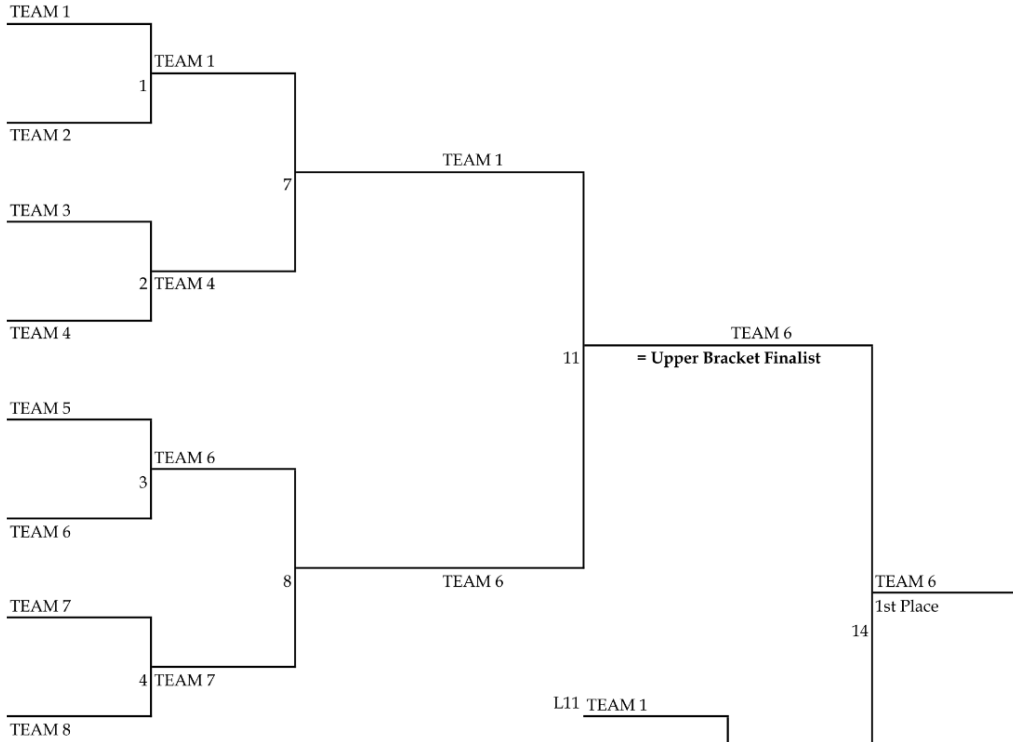 TEAM 1
TEAM 1
1
TEAM 2
TEAM 1
7
TEAM 3
2 TEAM 4
TEAM 4
TEAM 6
11
= Upper Bracket Finalist
TEAM 5
TEAM 6
3
TEAM 6
8
TEAM 6
TEAM 6
TEAM 7
1st Place
14
4 TEAM 7
L11 TEAM 1
TEAM 8